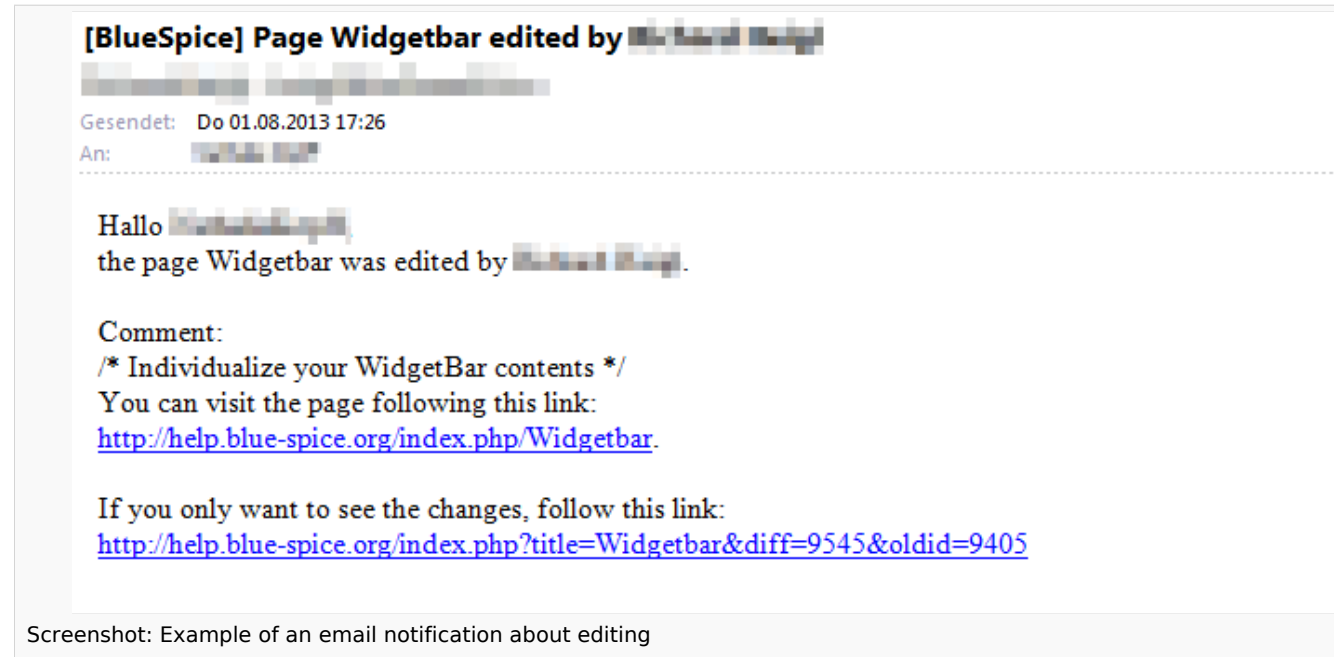 [BlueSpice] Page Widgetbar edited by
Gesendet: Do 01.08.2013 17:26
An:
Hallo
the page Widgetbar was edited by .
Comment:
/* Individualize your WidgetBar contents */
You can visit the page following this link:
http://help.blue-spice.org/index.php/Widgetbar.
If you only want to see the changes, follow this link:
http://help.blue-spice.org/index.php?title=Widgetbar&diff=9545&oldid=9405
Screenshot: Example of an email notification about editing